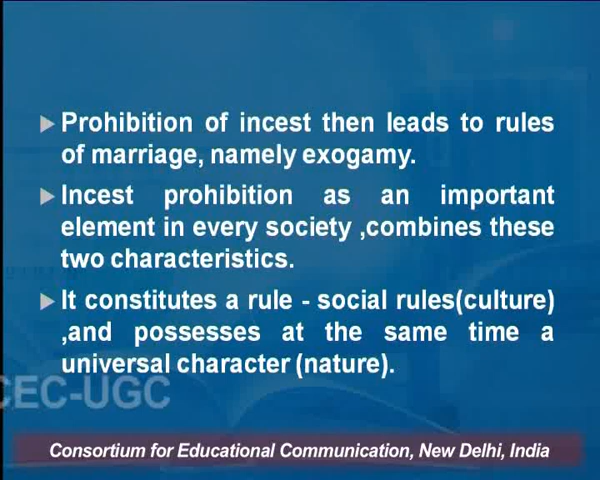 Prohibition of incest then leads to rules
of marriage, namely exogamy.
Incest prohibition as an important
element in every society ,combines these
two characteristics.
It constitutes a rule - social rules(culture)
,and possesses at the same time a
universal character (nature).
CEC-UGC
Consortium for Educational Communication, New Delhi, India